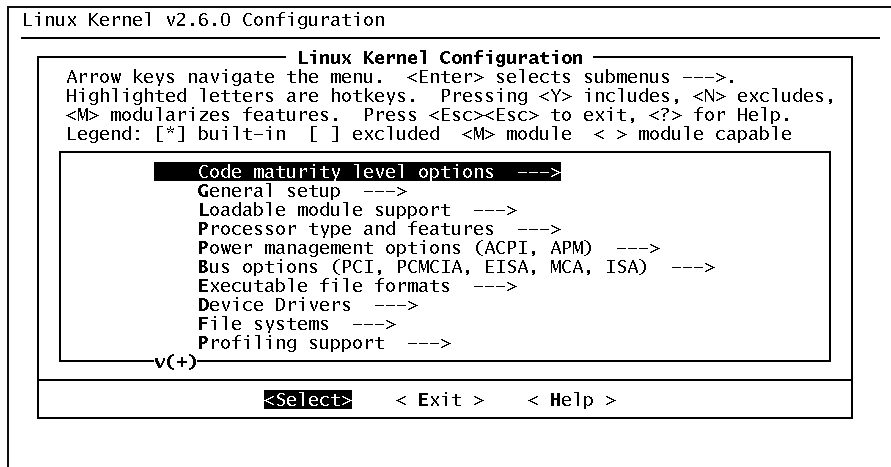 Linux Kernel v2.6.0 Configuration
Linux Kernel Configuration
Arrow keys navigate the menu.  <Enter> selects submenus --->.
Highlighted letters are hotkeys.  Pressing <Y> includes, <N> excludes,
<M> modularizes features.  Press <Esc><Esc> to exit, <?> for Help.
Legend: [*] built-in  [ ] excluded  <M> module  < > module capable
Code maturity level options  --->
General setup  --->
Loadable module support  --->
Processor type and features  --->
Power management options (ACPI, APM)  --->
Bus options (PCI, PCMCIA, EISA, MCA, ISA)  --->
Executable file formats  --->
Device Drivers  --->
File systems  --->
Profiling support  --->
v(+)
<Select>    < Exit >    < Help >